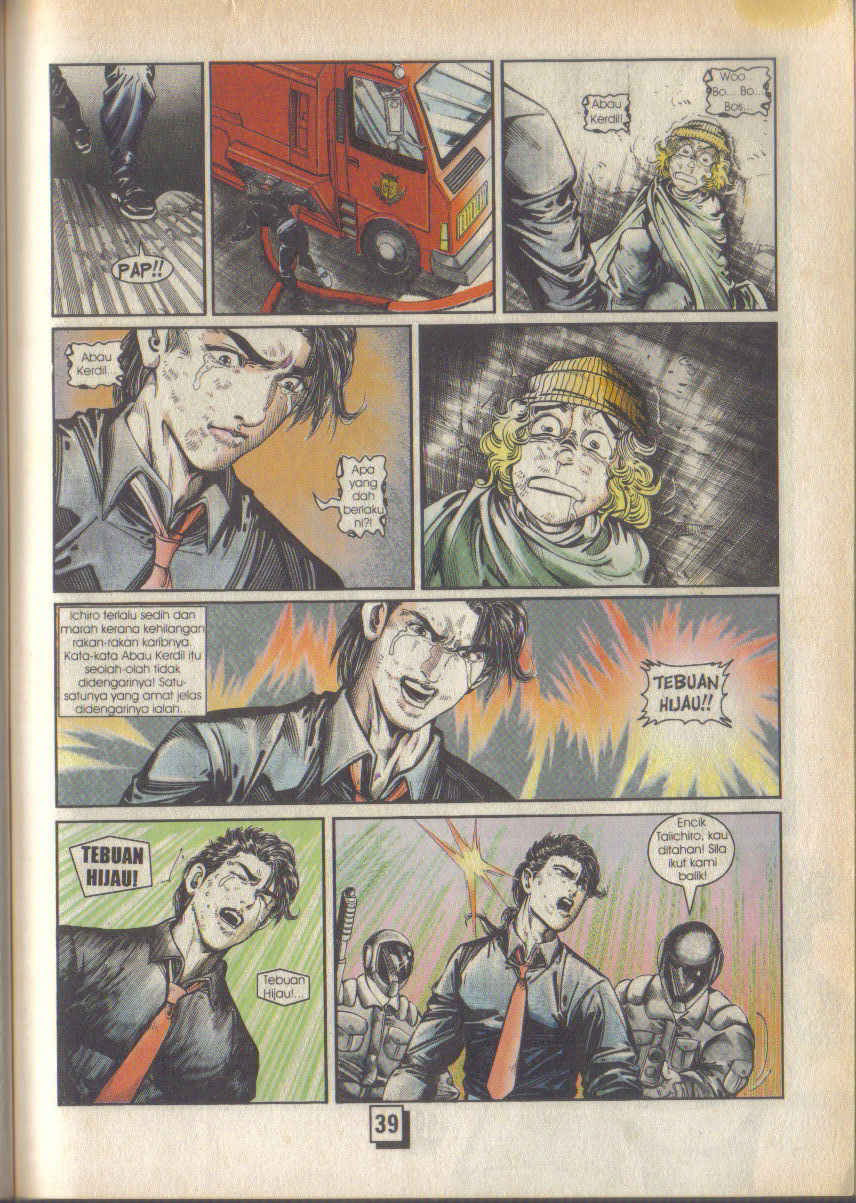 PAP!!
Abau
Kerdil!
Woo...
Bo... Bo...
Bos...
Abau
Kerdil...
Apa
yang
dah
berlaku
ni?!
Ichiro terlalu sedih dan
marah kerana kehilangan
rakan-rakan karibnya.
Kata-kata Abau Kerdil itu
seolah-olah tidak
didengarinya! Satu-
satunya yang amat jelas
didengarinya ialah...
TEBUAN
HIJAU!!
TEBUAN
HIJAU!
Tebuan
Hijau!...
Encik
Taiichiro, kau
ditahan! Sila
ikut kami
balik!
39